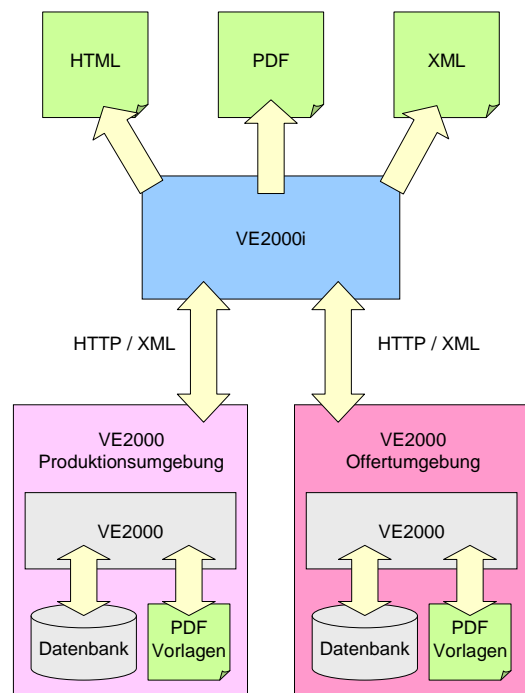 HTML
PDF
XML
VE2000i
HTTP / XML
HTTP / XML
VE2000
Produktionsumgebung
VE2000
Datenbank
PDF
Vorlagen
VE2000
Offertumgebung
VE2000
Datenbank
PDF
Vorlagen